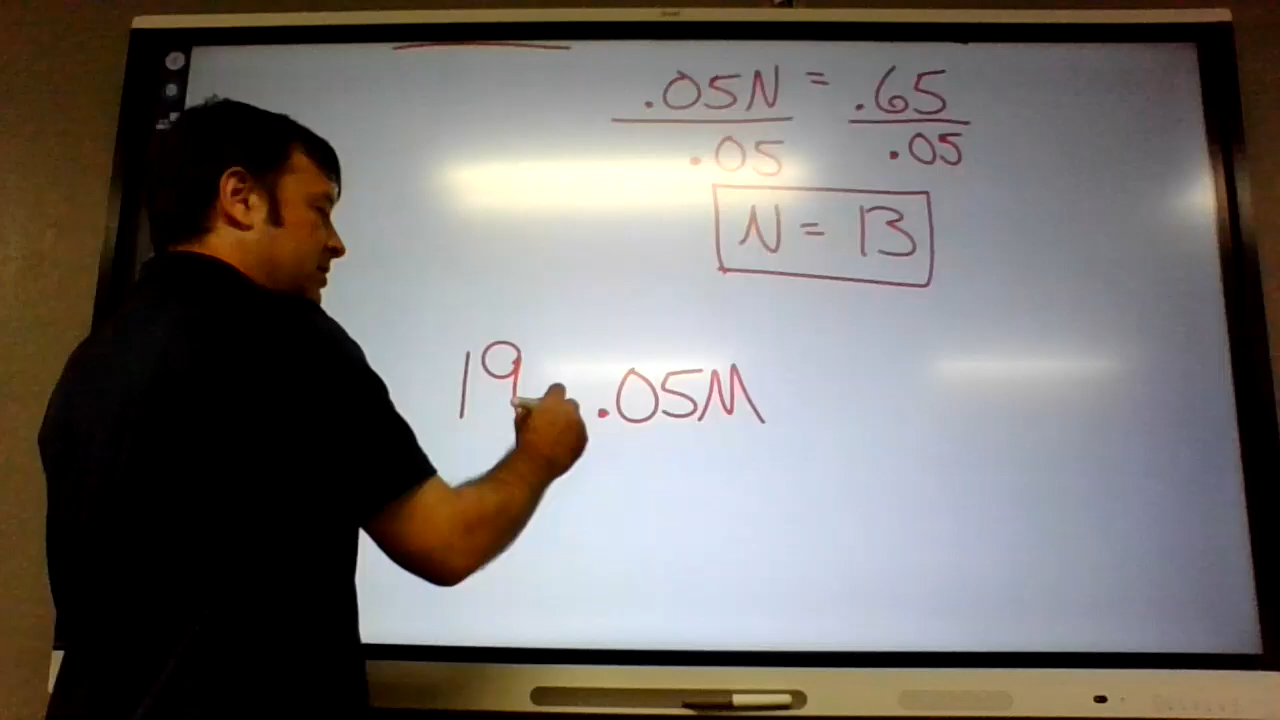 .05N = .65
.05 .05
N = 13
19 .05M